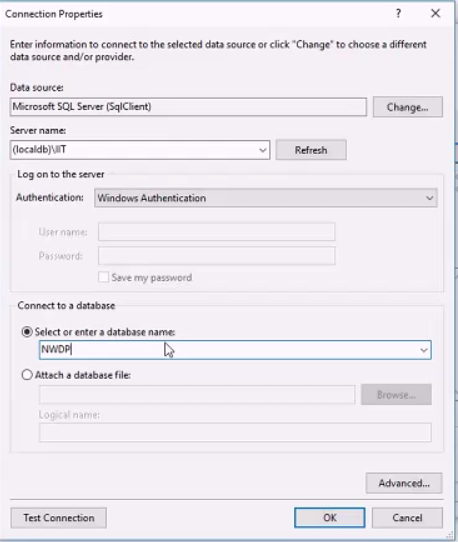 Connection Properties
Enter information to connect to the selected data source or click "Change" to choose a different
data source and/or provider.
Data source:
Microsoft SQL Server (SqlClient)
Change...
Server name:
(localdb)\IIT
Refresh
Log on to the server
Authentication:
Windows Authentication
User name:
Password:
Save my password
Connect to a database
Select or enter a database name:
NWDP
Attach a database file:
Browse...
Logical name:
Advanced...
Test Connection
OK
Cancel